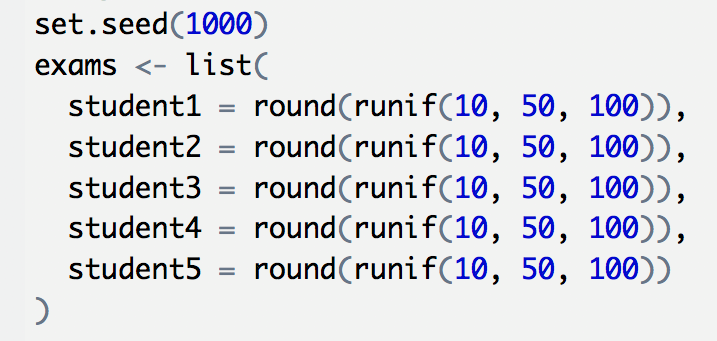 set.seed(1000)
exams <- list(
  student1 = round(runif(10, 50, 100)),
  student2 = round(runif(10, 50, 100)),
  student3 = round(runif(10, 50, 100)),
  student4 = round(runif(10, 50, 100)),
  student5 = round(runif(10, 50, 100))
)